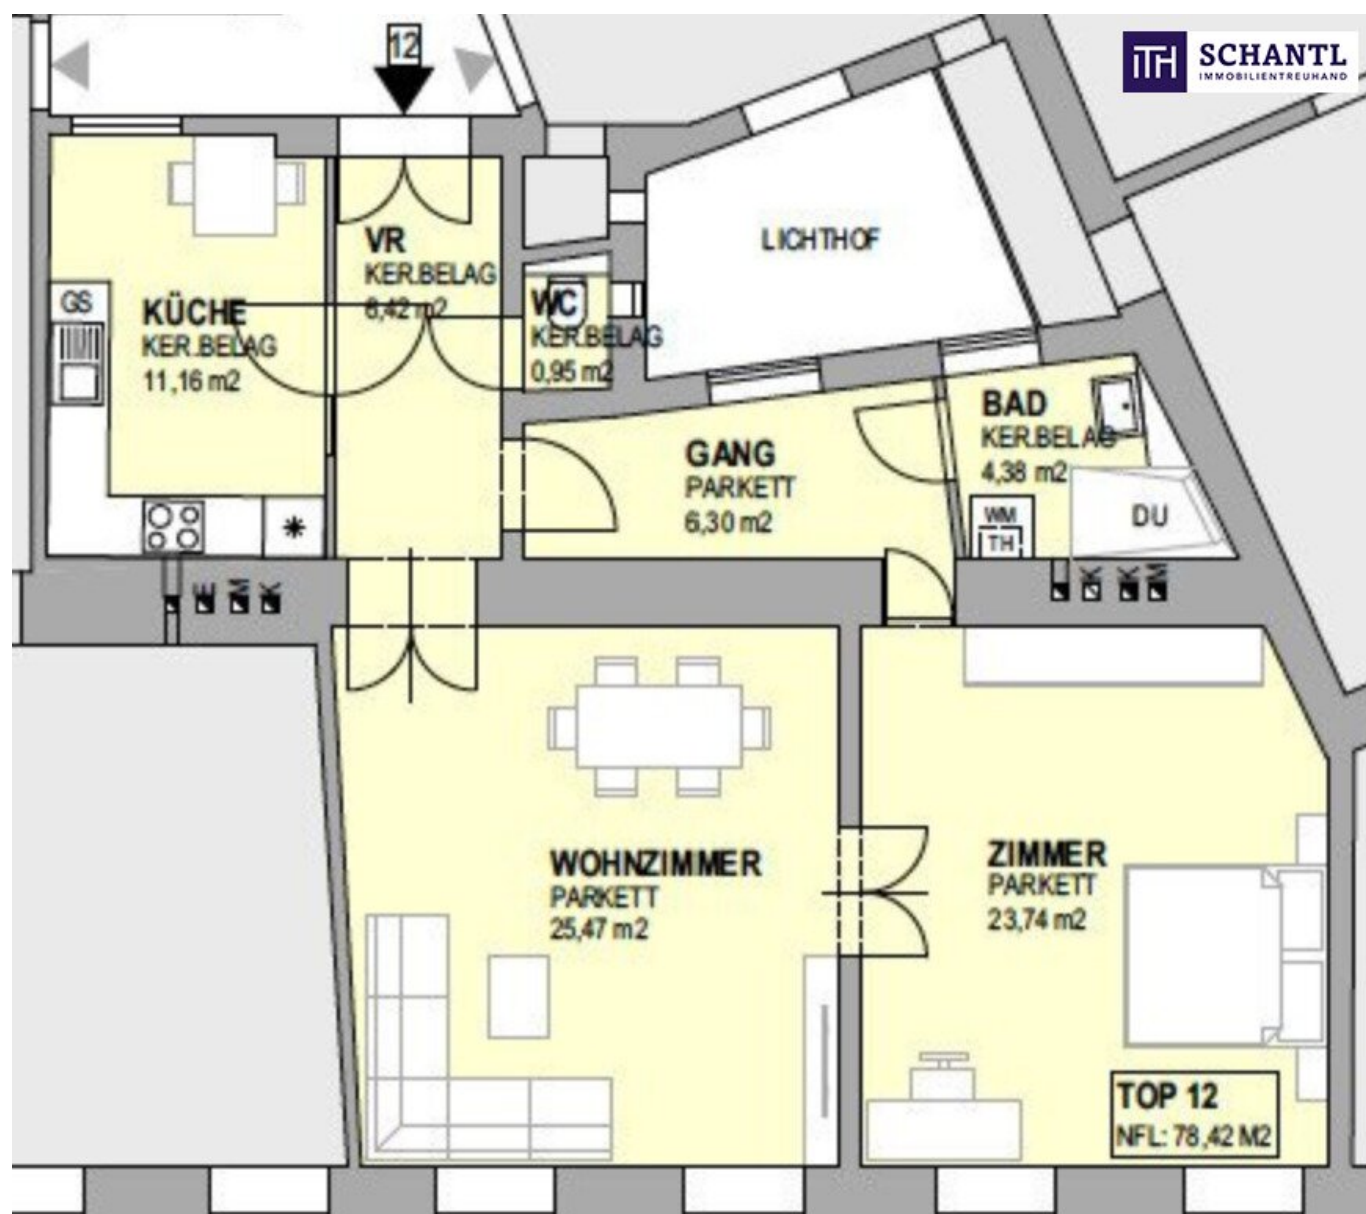 12
ITH SCHANTL
IMMOBILIENTREUHAND
VR
KER.BELAG
6,42 m2
LICHTHOF
GS
KÜCHE
KER.BELAG
11,16 m2
WC
KER.BELAG
0,95 m2
BAD
KER.BELAG
4,38 m2
GANG
PARKETT
6,30 m2
WM
TH
DU
E
M
K
K
K
M
WOHNZIMMER
PARKETT
25,47 m2
ZIMMER
PARKETT
23,74 m2
TOP 12
NFL: 78,42 M2